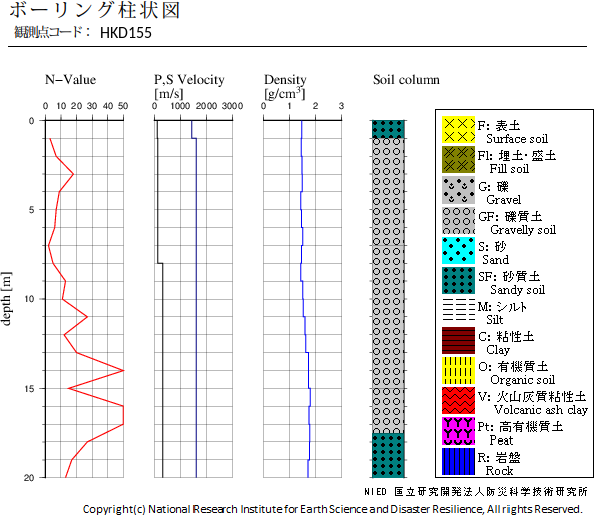 ボーリング柱状図
観測点コード： HKD155
N−Value
P,S Velocity
[m/s]
Density
[g/cm³]
Soil column
0 10 20 30 40 50
0 1000 2000 3000
0 1 2 3
0
5
10
15
20
depth [m]
F: 表土
Surface soil
Fl: 埋土・盛土
Fill soil
G: 礫
Gravel
GF: 礫質土
Gravelly soil
S: 砂
Sand
SF: 砂質土
Sandy soil
M: シルト
Silt
C: 粘性土
Clay
O: 有機質土
Organic soil
V: 火山灰質粘性土
Volcanic ash clay
Pt: 高有機質土
Peat
R: 岩盤
Rock
NIED 国立研究開発法人防災科学技術研究所
Copyright(c) National Research Institute for Earth Science and Disaster Resilience, All rights Reserved.